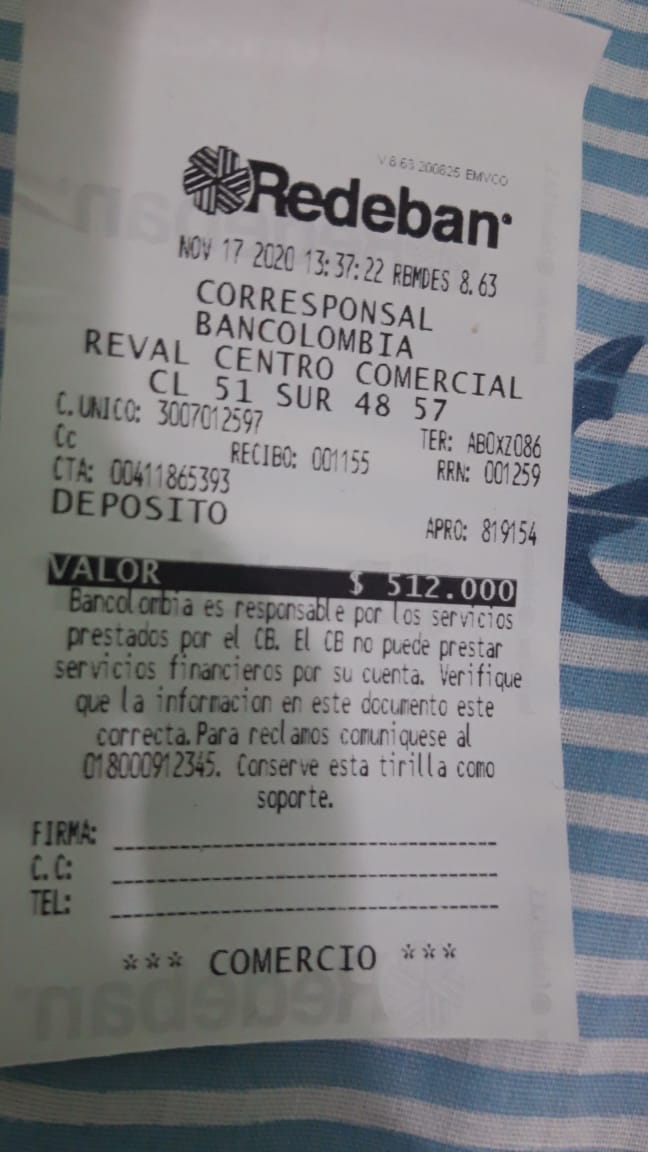 V.8.63 200825 EMVCO
Redeban
NOV 17 2020 13:37:22 RBMDES 8.63
CORRESPONSAL
BANCOLOMBIA
REVAL CENTRO COMERCIAL
CL 51 SUR 48 57
C.UNICO: 3007012597 TER: ABOXZ086
Cc RECIBO: 001155 RRN: 001259
CTA: 00411865393
DEPOSITO APRO: 819154
VALOR $ 512.000
Bancolombia es responsable por los servicios
prestados por el CB. El CB no puede prestar
servicios financieros por su cuenta. Verifique
que la informacion en este documento este
correcta.Para reclamos comuniquese al
018000912345. Conserve esta tirilla como
soporte.
FIRMA:
C.C:
TEL:
*** COMERCIO ***
Redeban